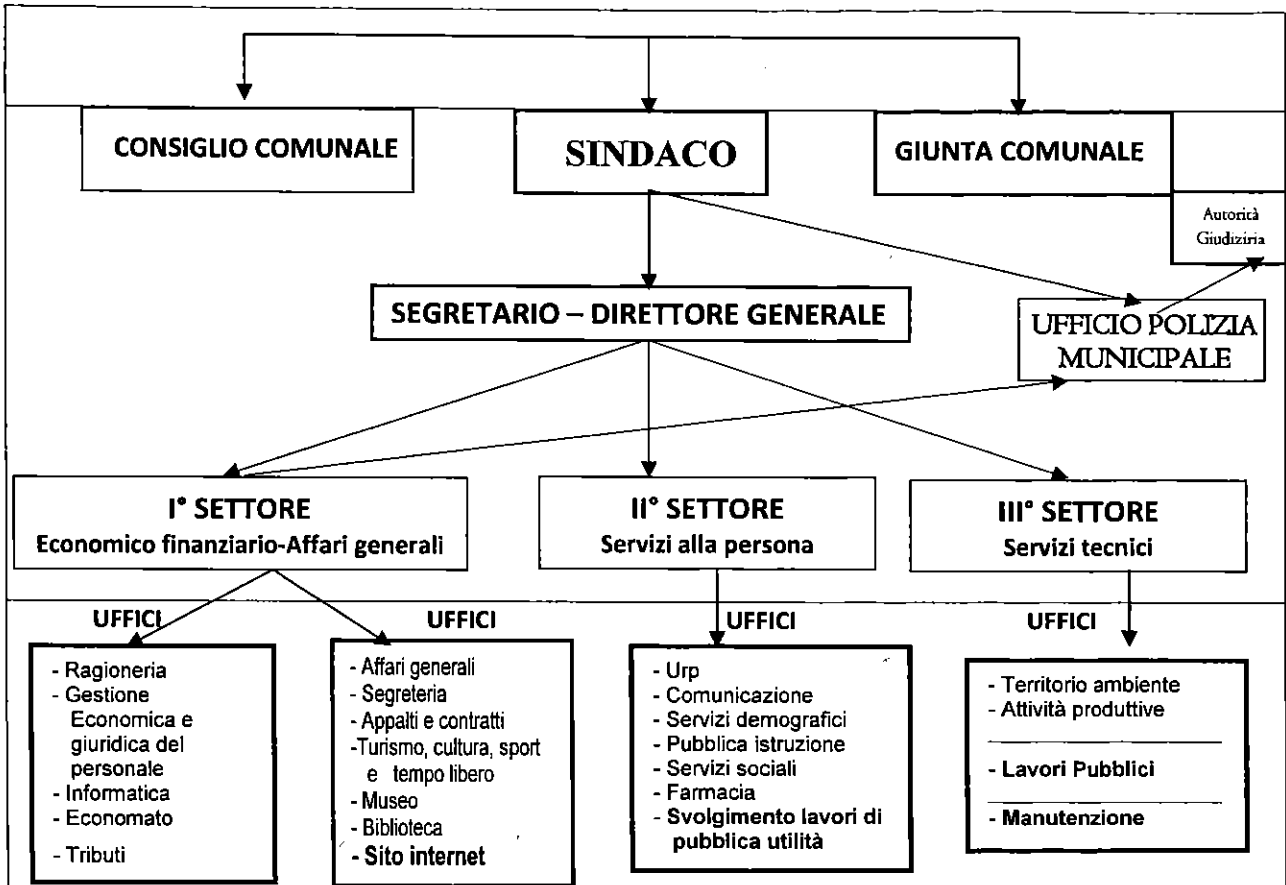 CONSIGLIO COMUNALE
SINDACO
GIUNTA COMUNALE
Autorità
Giudiziria
SEGRETARIO – DIRETTORE GENERALE
UFFICIO POLIZIA
MUNICIPALE
I° SETTORE
Economico finanziario-Affari generali
II° SETTORE
Servizi alla persona
III° SETTORE
Servizi tecnici
UFFICI
- Ragioneria
- Gestione
Economica e
giuridica del
personale
- Informatica
- Economato
- Tributi
UFFICI
- Affari generali
- Segreteria
- Appalti e contratti
-Turismo, cultura, sport
e tempo libero
- Museo
- Biblioteca
- Sito internet
UFFICI
- Urp
- Comunicazione
- Servizi demografici
- Pubblica istruzione
- Servizi sociali
- Farmacia
- Svolgimento lavori di
pubblica utilità
UFFICI
- Territorio ambiente
- Attività produttive
- Lavori Pubblici
- Manutenzione